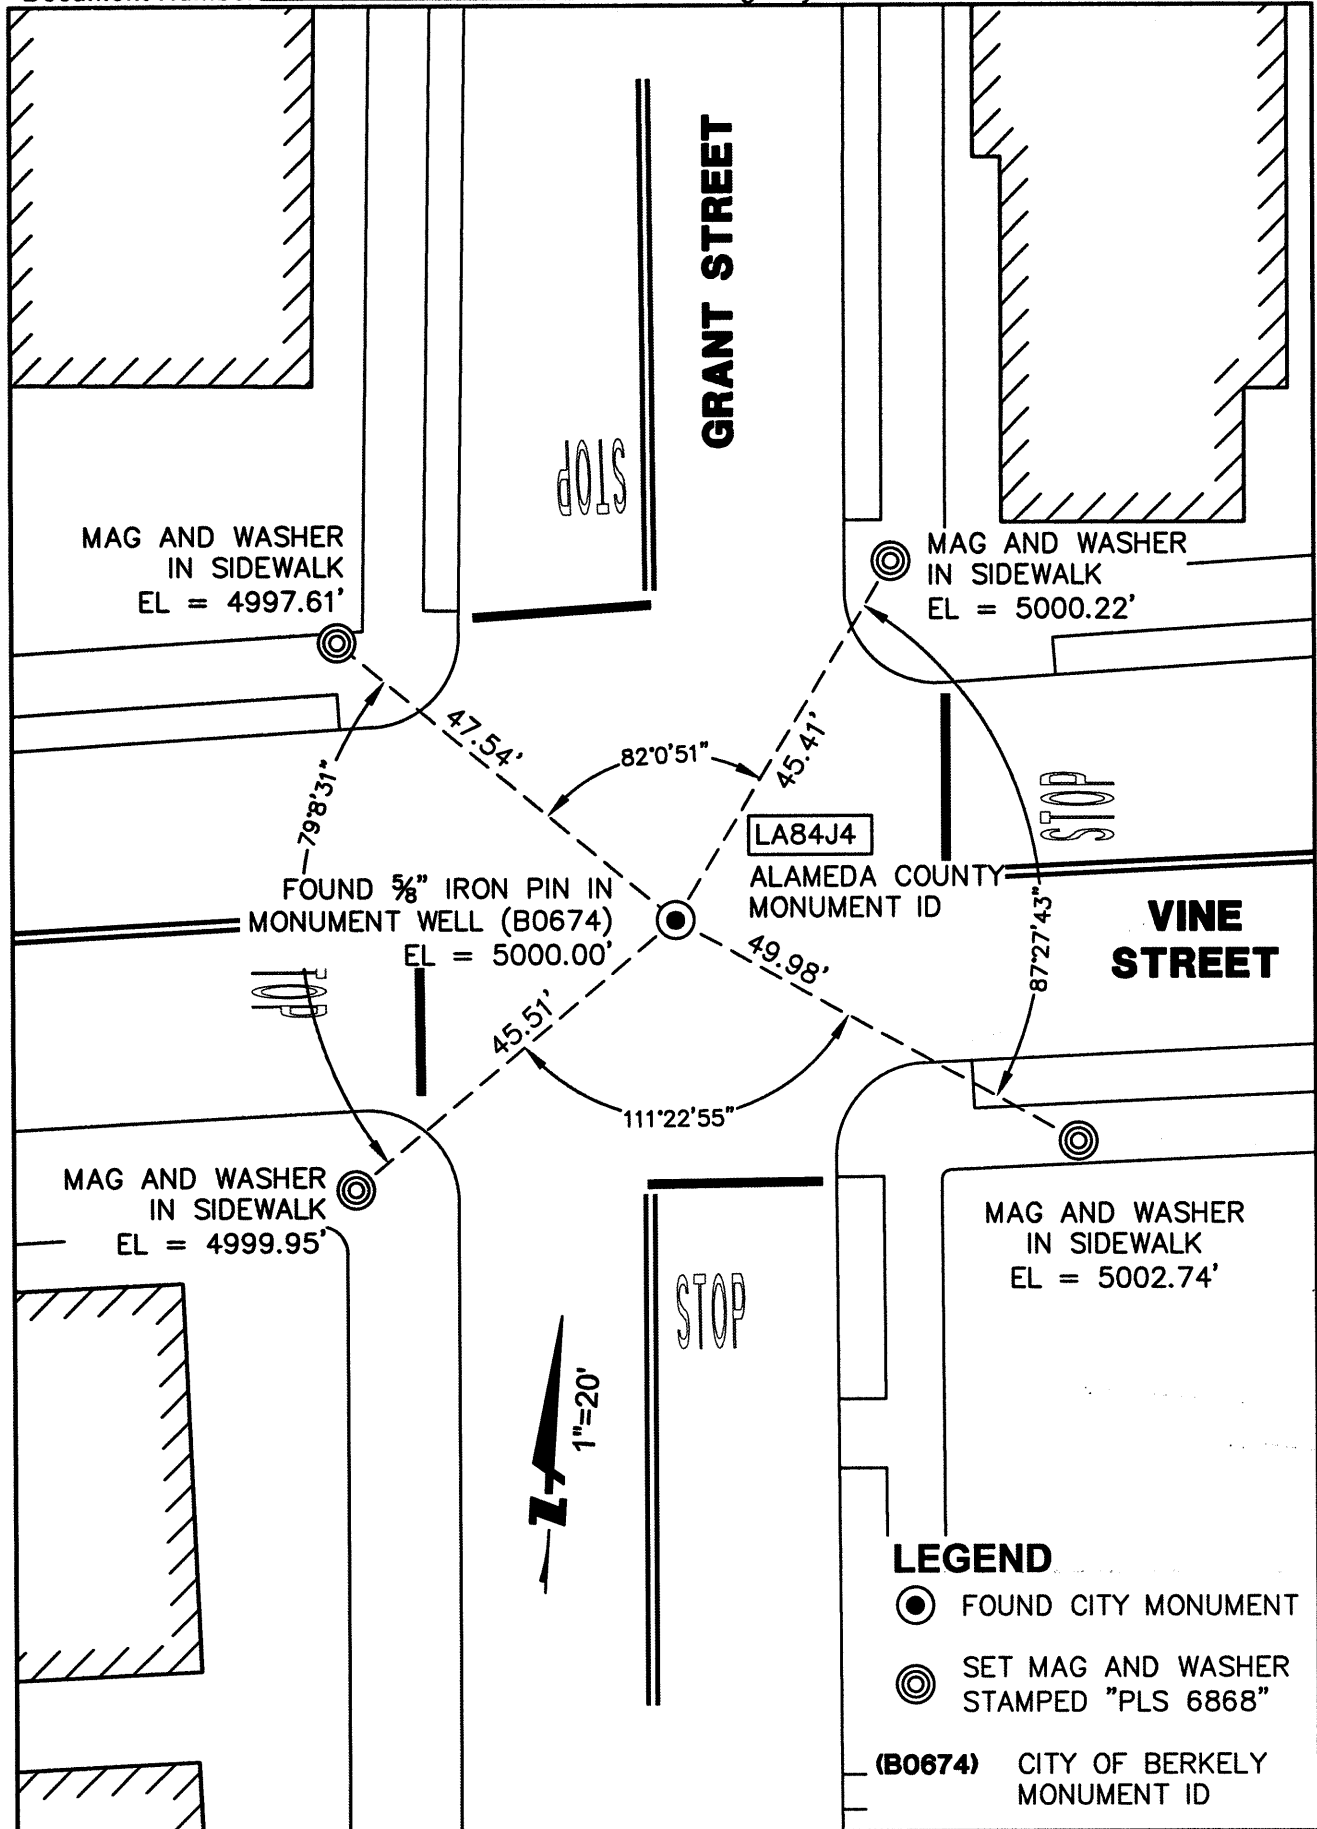 GRANT STREET
STOP
MAG AND WASHER
IN SIDEWALK
EL = 4997.61'
MAG AND WASHER
IN SIDEWALK
EL = 5000.22'
47.54'
82°0'51"
45.41'
79°8'31"
STOP
LA84J4
ALAMEDA COUNTY
MONUMENT ID
FOUND 5/8" IRON PIN IN
MONUMENT WELL (B0674)
EL = 5000.00'
VINE
STREET
87°27'43"
49.98'
45.51'
111°22'55"
MAG AND WASHER
IN SIDEWALK
EL = 4999.95'
MAG AND WASHER
IN SIDEWALK
EL = 5002.74'
STOP
1"=20'
N
LEGEND
FOUND CITY MONUMENT
SET MAG AND WASHER
STAMPED "PLS 6868"
(B0674) CITY OF BERKELY
MONUMENT ID